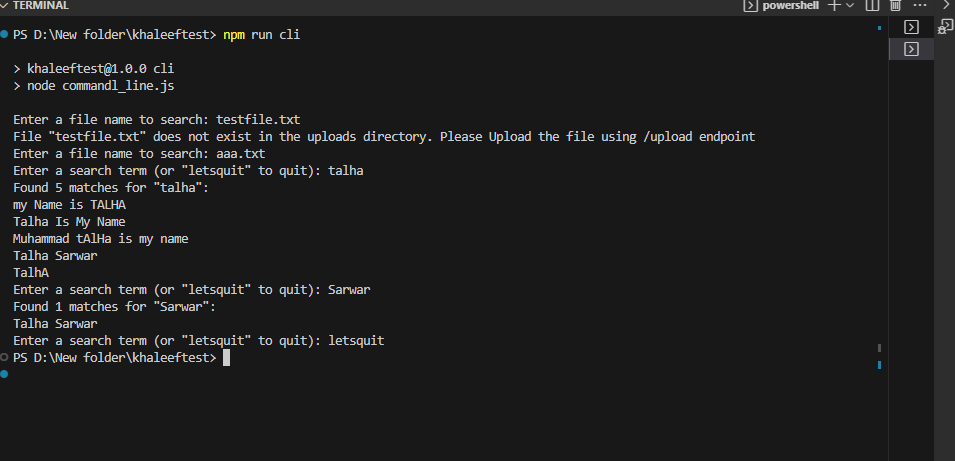 TERMINAL
powershell
PS D:\New folder\khaleeftest> npm run cli
> khaleeftest@1.0.0 cli
> node commandl_line.js
Enter a file name to search: testfile.txt
File "testfile.txt" does not exist in the uploads directory. Please Upload the file using /upload endpoint
Enter a file name to search: aaa.txt
Enter a search term (or "letsquit" to quit): talha
Found 5 matches for "talha":
my Name is TALHA
Talha Is My Name
Muhammad tAlHa is my name
Talha Sarwar
TalhA
Enter a search term (or "letsquit" to quit): Sarwar
Found 1 matches for "Sarwar":
Talha Sarwar
Enter a search term (or "letsquit" to quit): letsquit
PS D:\New folder\khaleeftest>